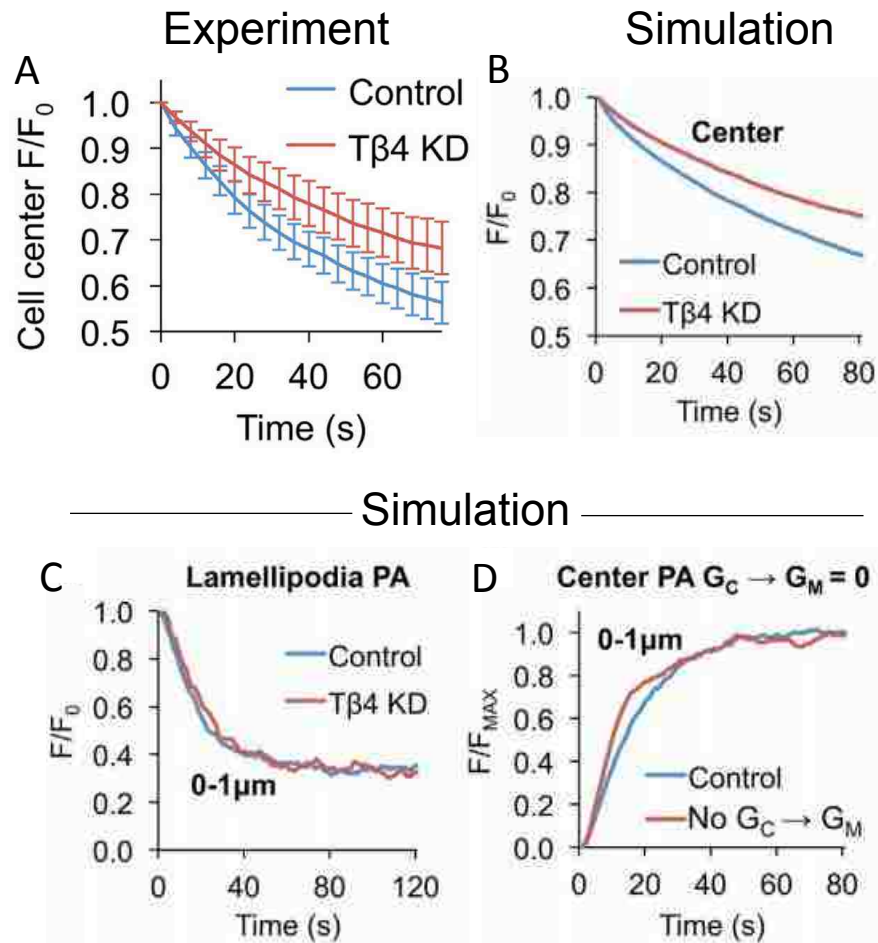 Experiment
Simulation
A
Cell center F/F₀
1.0
0.9
0.8
0.7
0.6
0.5
0
20
40
60
Time (s)
Control
Tβ4 KD
B
F/F₀
1.0
0.9
0.8
0.7
0.6
0.5
0
20
40
60
80
Time (s)
Center
Control
Tβ4 KD
Simulation
C
Lamellipodia PA
F/F₀
1.0
0.8
0.6
0.4
0.2
0.0
0
40
80
120
Time (s)
Control
Tβ4 KD
0-1μm
D
Center PA G_C → G_M = 0
F/F_MAX
1.0
0.8
0.6
0.4
0.2
0.0
0
20
40
60
80
Time (s)
0-1μm
Control
No G_C → G_M